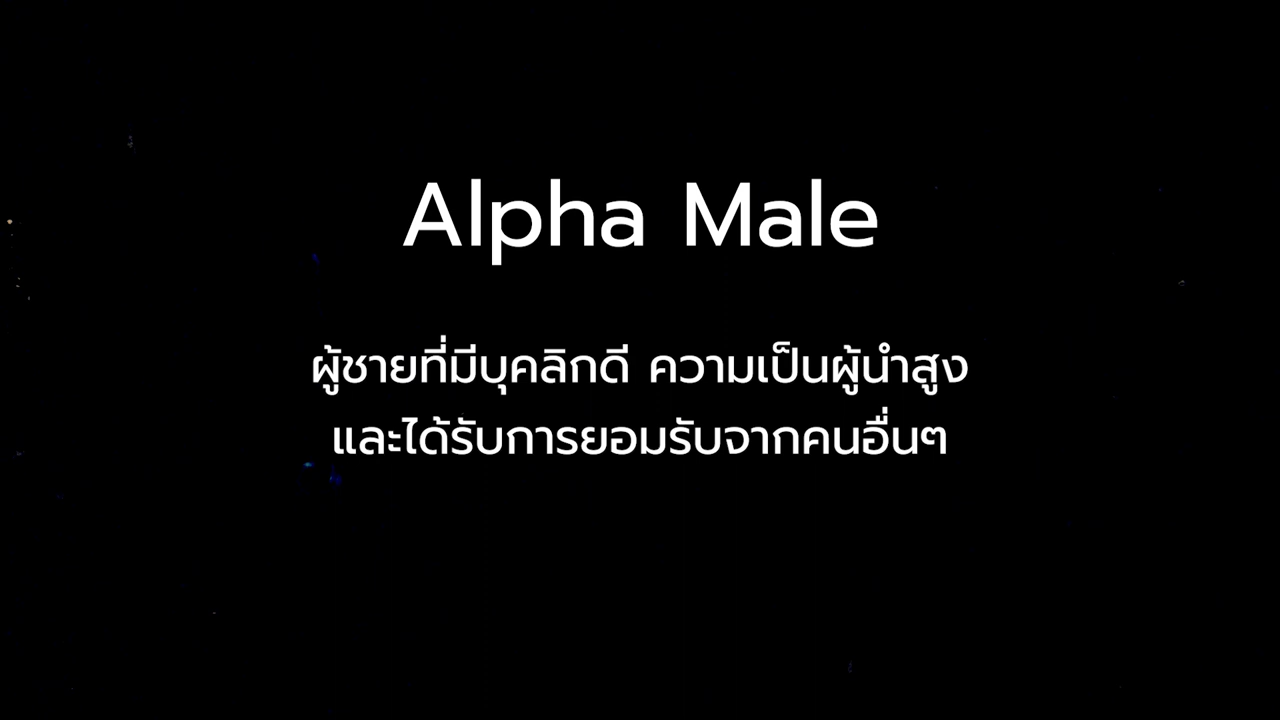 Alpha Male
ผู้ชายที่มีบุคลิกดี ความเป็นผู้นำสูง
และได้รับการยอมรับจากคนอื่นๆ